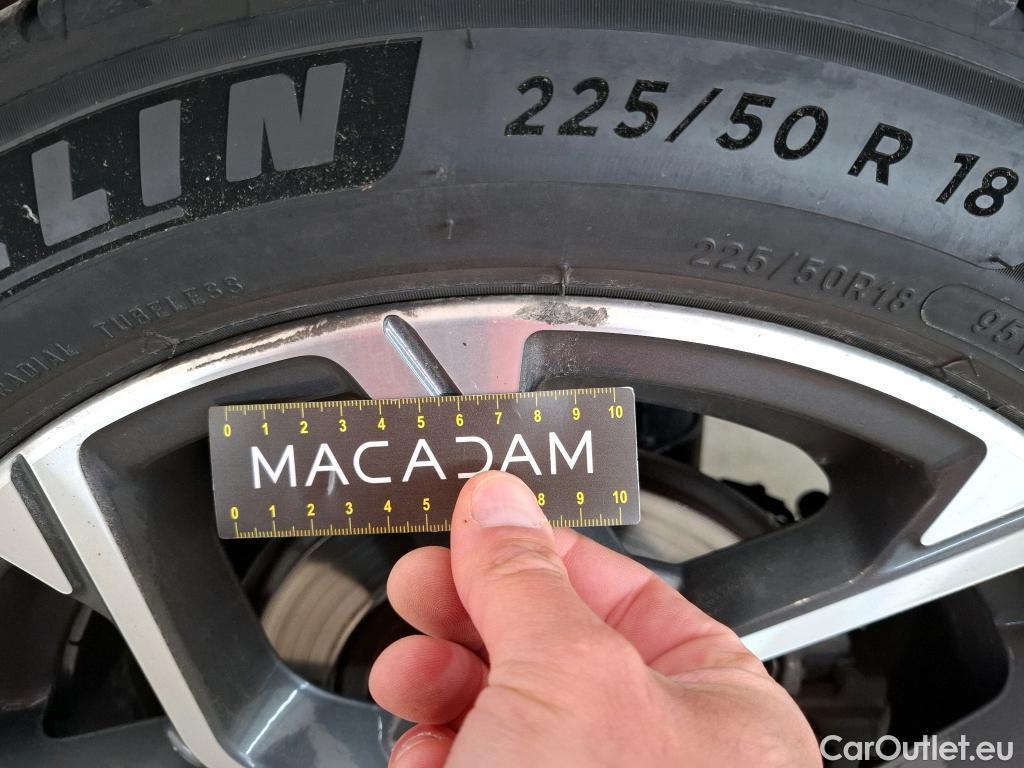 LIN
225/50 R 18
225/50R18
95
RADIAL TUBELESS
0 1 2 3 4 5 6 7 8 9 10
MACADAM
0 1 2 3 4 5 8 9 10
CarOutlet.eu